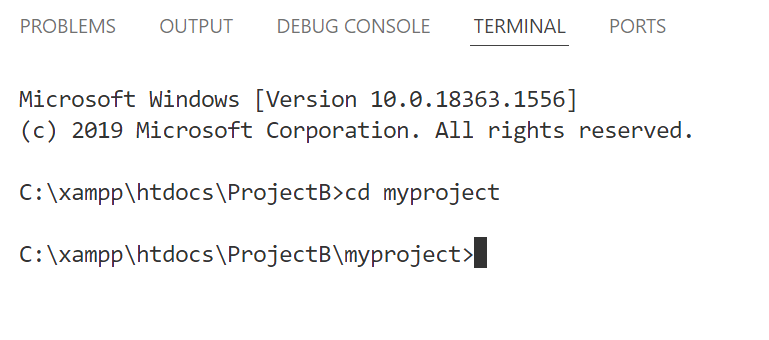 PROBLEMS OUTPUT DEBUG CONSOLE TERMINAL PORTS
Microsoft Windows [Version 10.0.18363.1556]
(c) 2019 Microsoft Corporation. All rights reserved.
C:\xampp\htdocs\ProjectB>cd myproject
C:\xampp\htdocs\ProjectB\myproject>